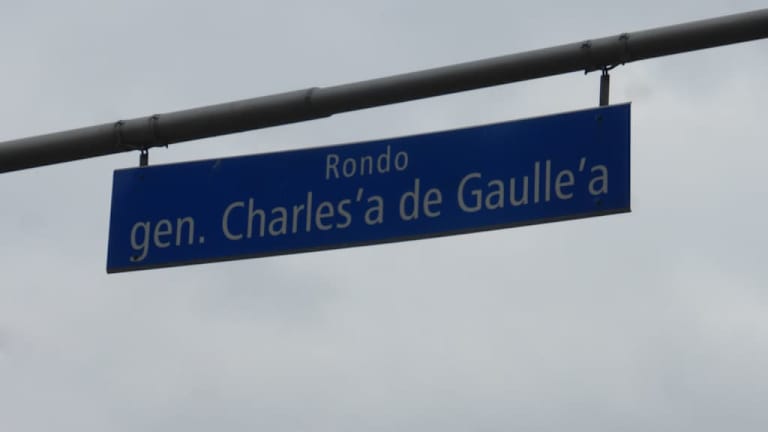 Rondo
gen. Charles’a de Gaulle’a